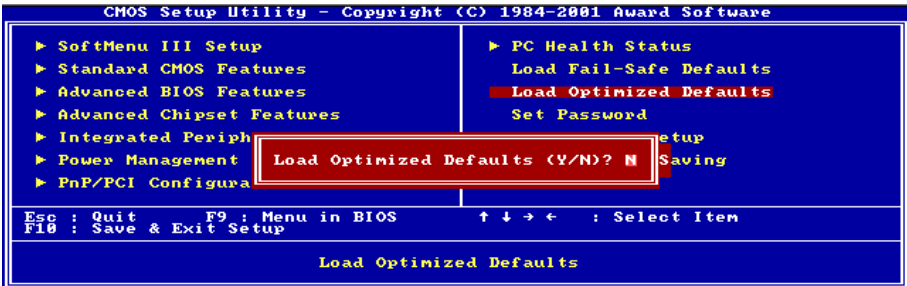 CMOS Setup Utility - Copyright (C) 1984-2001 Award Software
► SoftMenu III Setup
► Standard CMOS Features
► Advanced BIOS Features
► Advanced Chipset Features
► Integrated Periph
► Power Management
► PnP/PCI Configura
► PC Health Status
Load Fail-Safe Defaults
Load Optimized Defaults
Set Password
etup
Saving
Load Optimized Defaults (Y/N)? N
Esc : Quit F9 : Menu in BIOS ↑ ↓ → ← : Select Item
F10 : Save & Exit Setup
Load Optimized Defaults